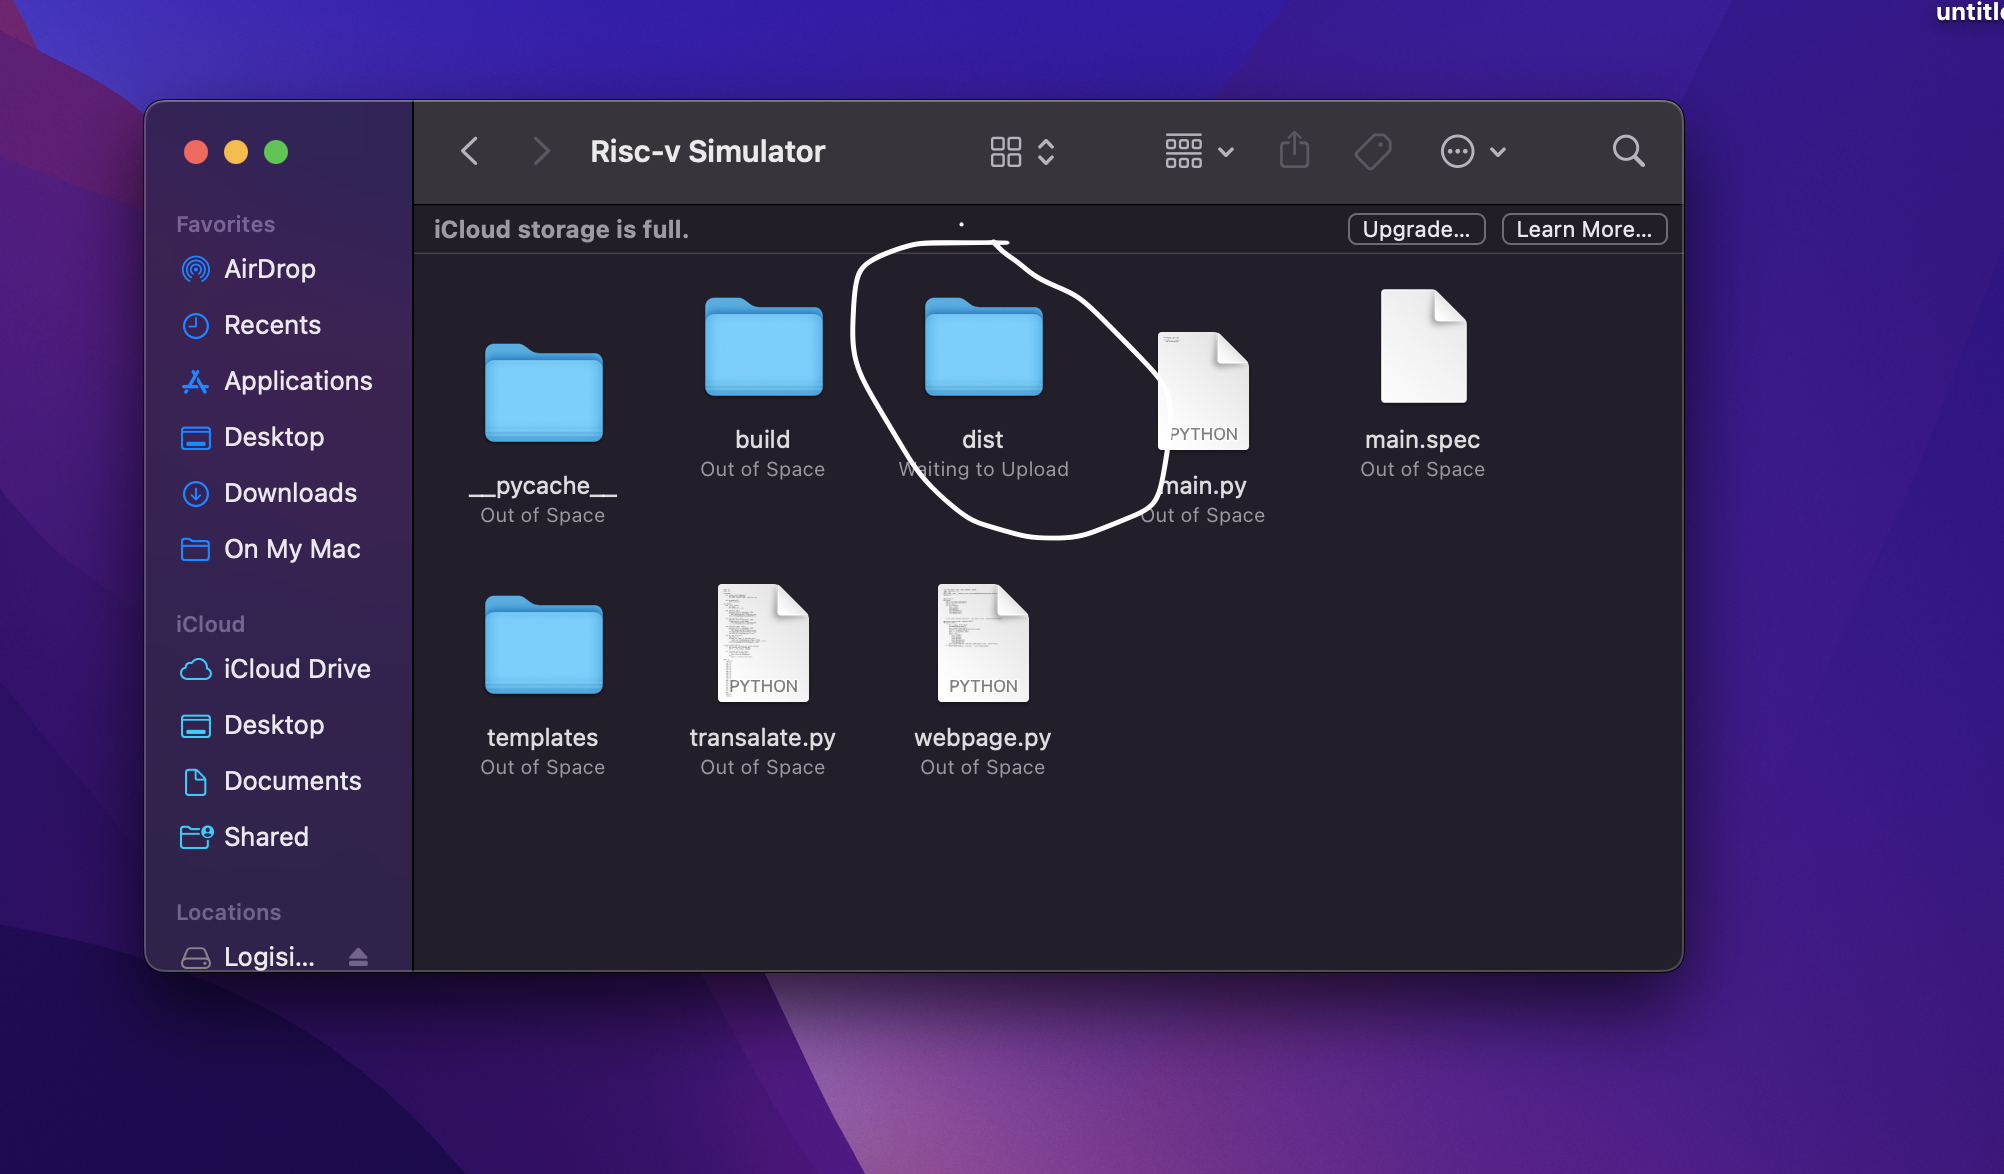 untitle
Risc-v Simulator
Favorites
AirDrop
Recents
Applications
Desktop
Downloads
On My Mac
iCloud
iCloud Drive
Desktop
Documents
Shared
Locations
Logisi...
iCloud storage is full.
Upgrade...
Learn More...
__pycache__
Out of Space
build
Out of Space
dist
Waiting to Upload
PYTHON
main.py
Out of Space
main.spec
Out of Space
templates
Out of Space
PYTHON
transalate.py
Out of Space
PYTHON
webpage.py
Out of Space